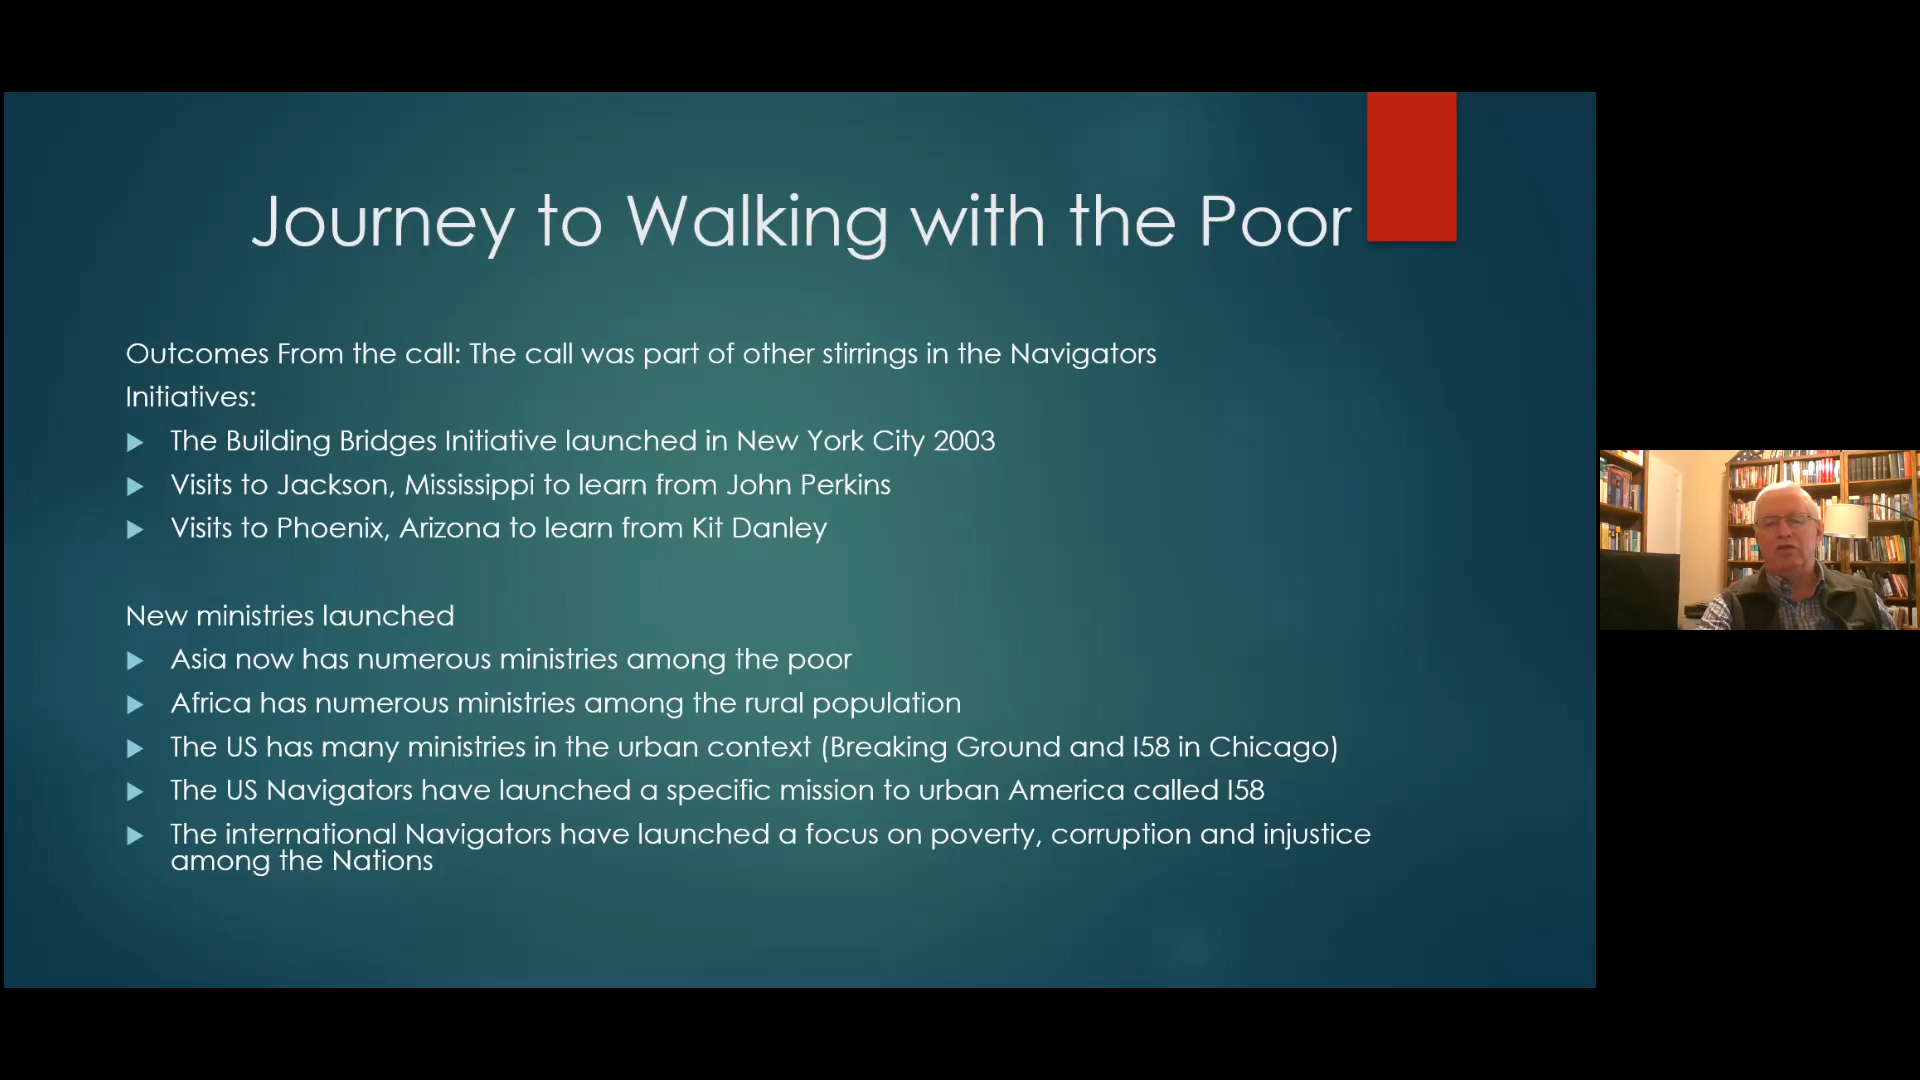 Journey to Walking with the Poor
Outcomes From the call: The call was part of other stirrings in the Navigators
Initiatives:
The Building Bridges Initiative launched in New York City 2003
Visits to Jackson, Mississippi to learn from John Perkins
Visits to Phoenix, Arizona to learn from Kit Danley
New ministries launched
Asia now has numerous ministries among the poor
Africa has numerous ministries among the rural population
The US has many ministries in the urban context (Breaking Ground and I58 in Chicago)
The US Navigators have launched a specific mission to urban America called I58
The international Navigators have launched a focus on poverty, corruption and injustice
among the Nations